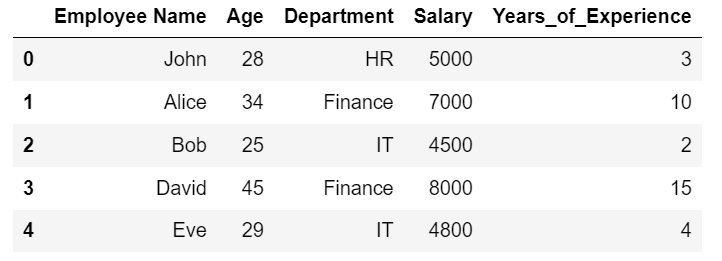 Employee Name Age Department Salary Years_of_Experience
0 John 28 HR 5000 3
1 Alice 34 Finance 7000 10
2 Bob 25 IT 4500 2
3 David 45 Finance 8000 15
4 Eve 29 IT 4800 4